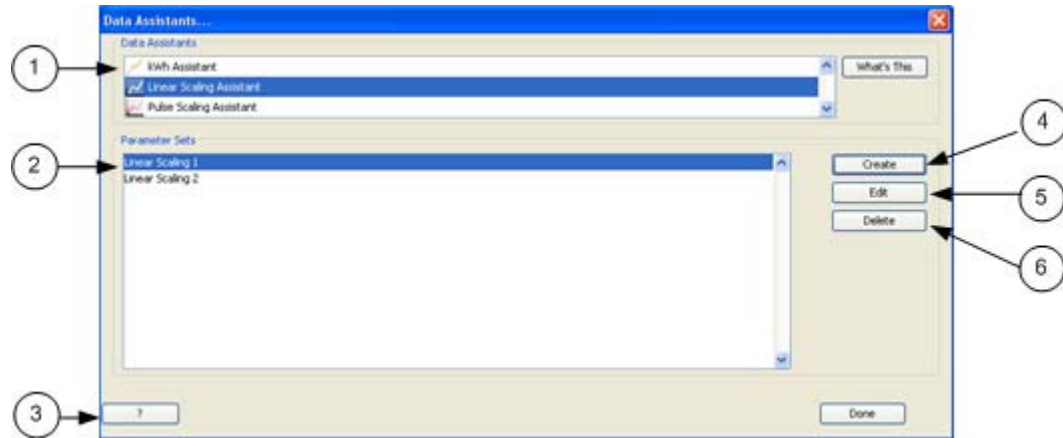 Data Assistants...
Data Assistants
1
kWh Assistant
What's This
Linear Scaling Assistant
Pulse Scaling Assistant
4
Parameter Sets
2
Linear Scaling 1
Create
Linear Scaling 2
Edit
5
Delete
6
3
?
Done